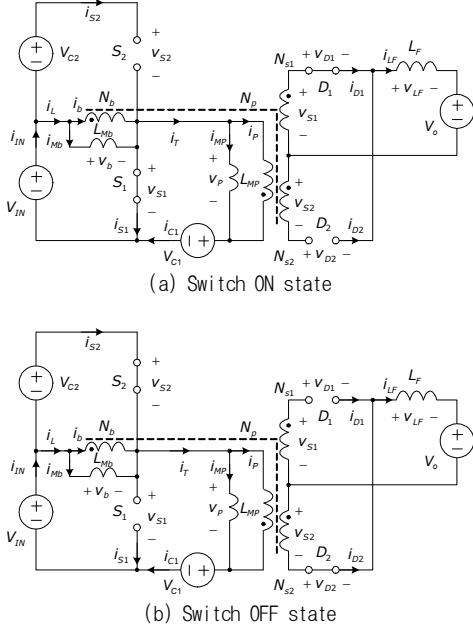 i_S2
+
V_C2
S_2
v_S2
−
N_s1
+ v_D1 −
i_LF
L_F
D_1
i_D1
+ v_LF −
i_L
i_b
N_b
N_p
+
v_S1
−
i_IN
i_Mb
L_Mb
i_T
i_MP
i_P
V_o
+ v_b −
S_1
+
v_S1
−
+
v_P
−
L_MP
+
v_S2
−
V_IN
i_S1
i_C1
V_C1
D_2
i_D2
N_s2
+ v_D2 −
(a) Switch ON state
i_S2
+
V_C2
S_2
v_S2
−
N_s1
+ v_D1 −
i_LF
L_F
D_1
i_D1
+ v_LF −
i_L
i_b
N_b
N_p
+
v_S1
−
i_IN
i_Mb
L_Mb
i_T
i_MP
i_P
V_o
+ v_b −
S_1
+
v_S1
−
+
v_P
−
L_MP
+
v_S2
−
V_IN
i_S1
i_C1
V_C1
D_2
i_D2
N_s2
+ v_D2 −
(b) Switch OFF state